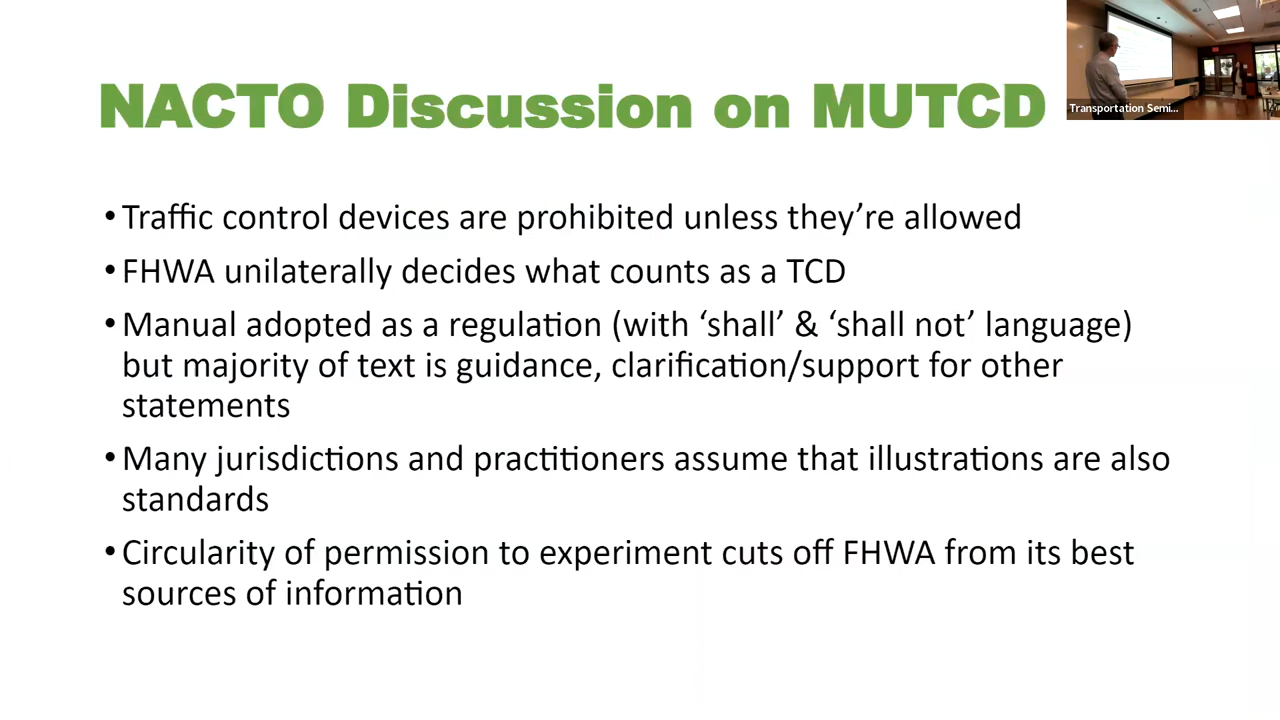 NACTO Discussion on MUTCD
Transportation Semi...
• Traffic control devices are prohibited unless they’re allowed
• FHWA unilaterally decides what counts as a TCD
• Manual adopted as a regulation (with ‘shall’ & ‘shall not’ language)
but majority of text is guidance, clarification/support for other
statements
• Many jurisdictions and practitioners assume that illustrations are also
standards
• Circularity of permission to experiment cuts off FHWA from its best
sources of information